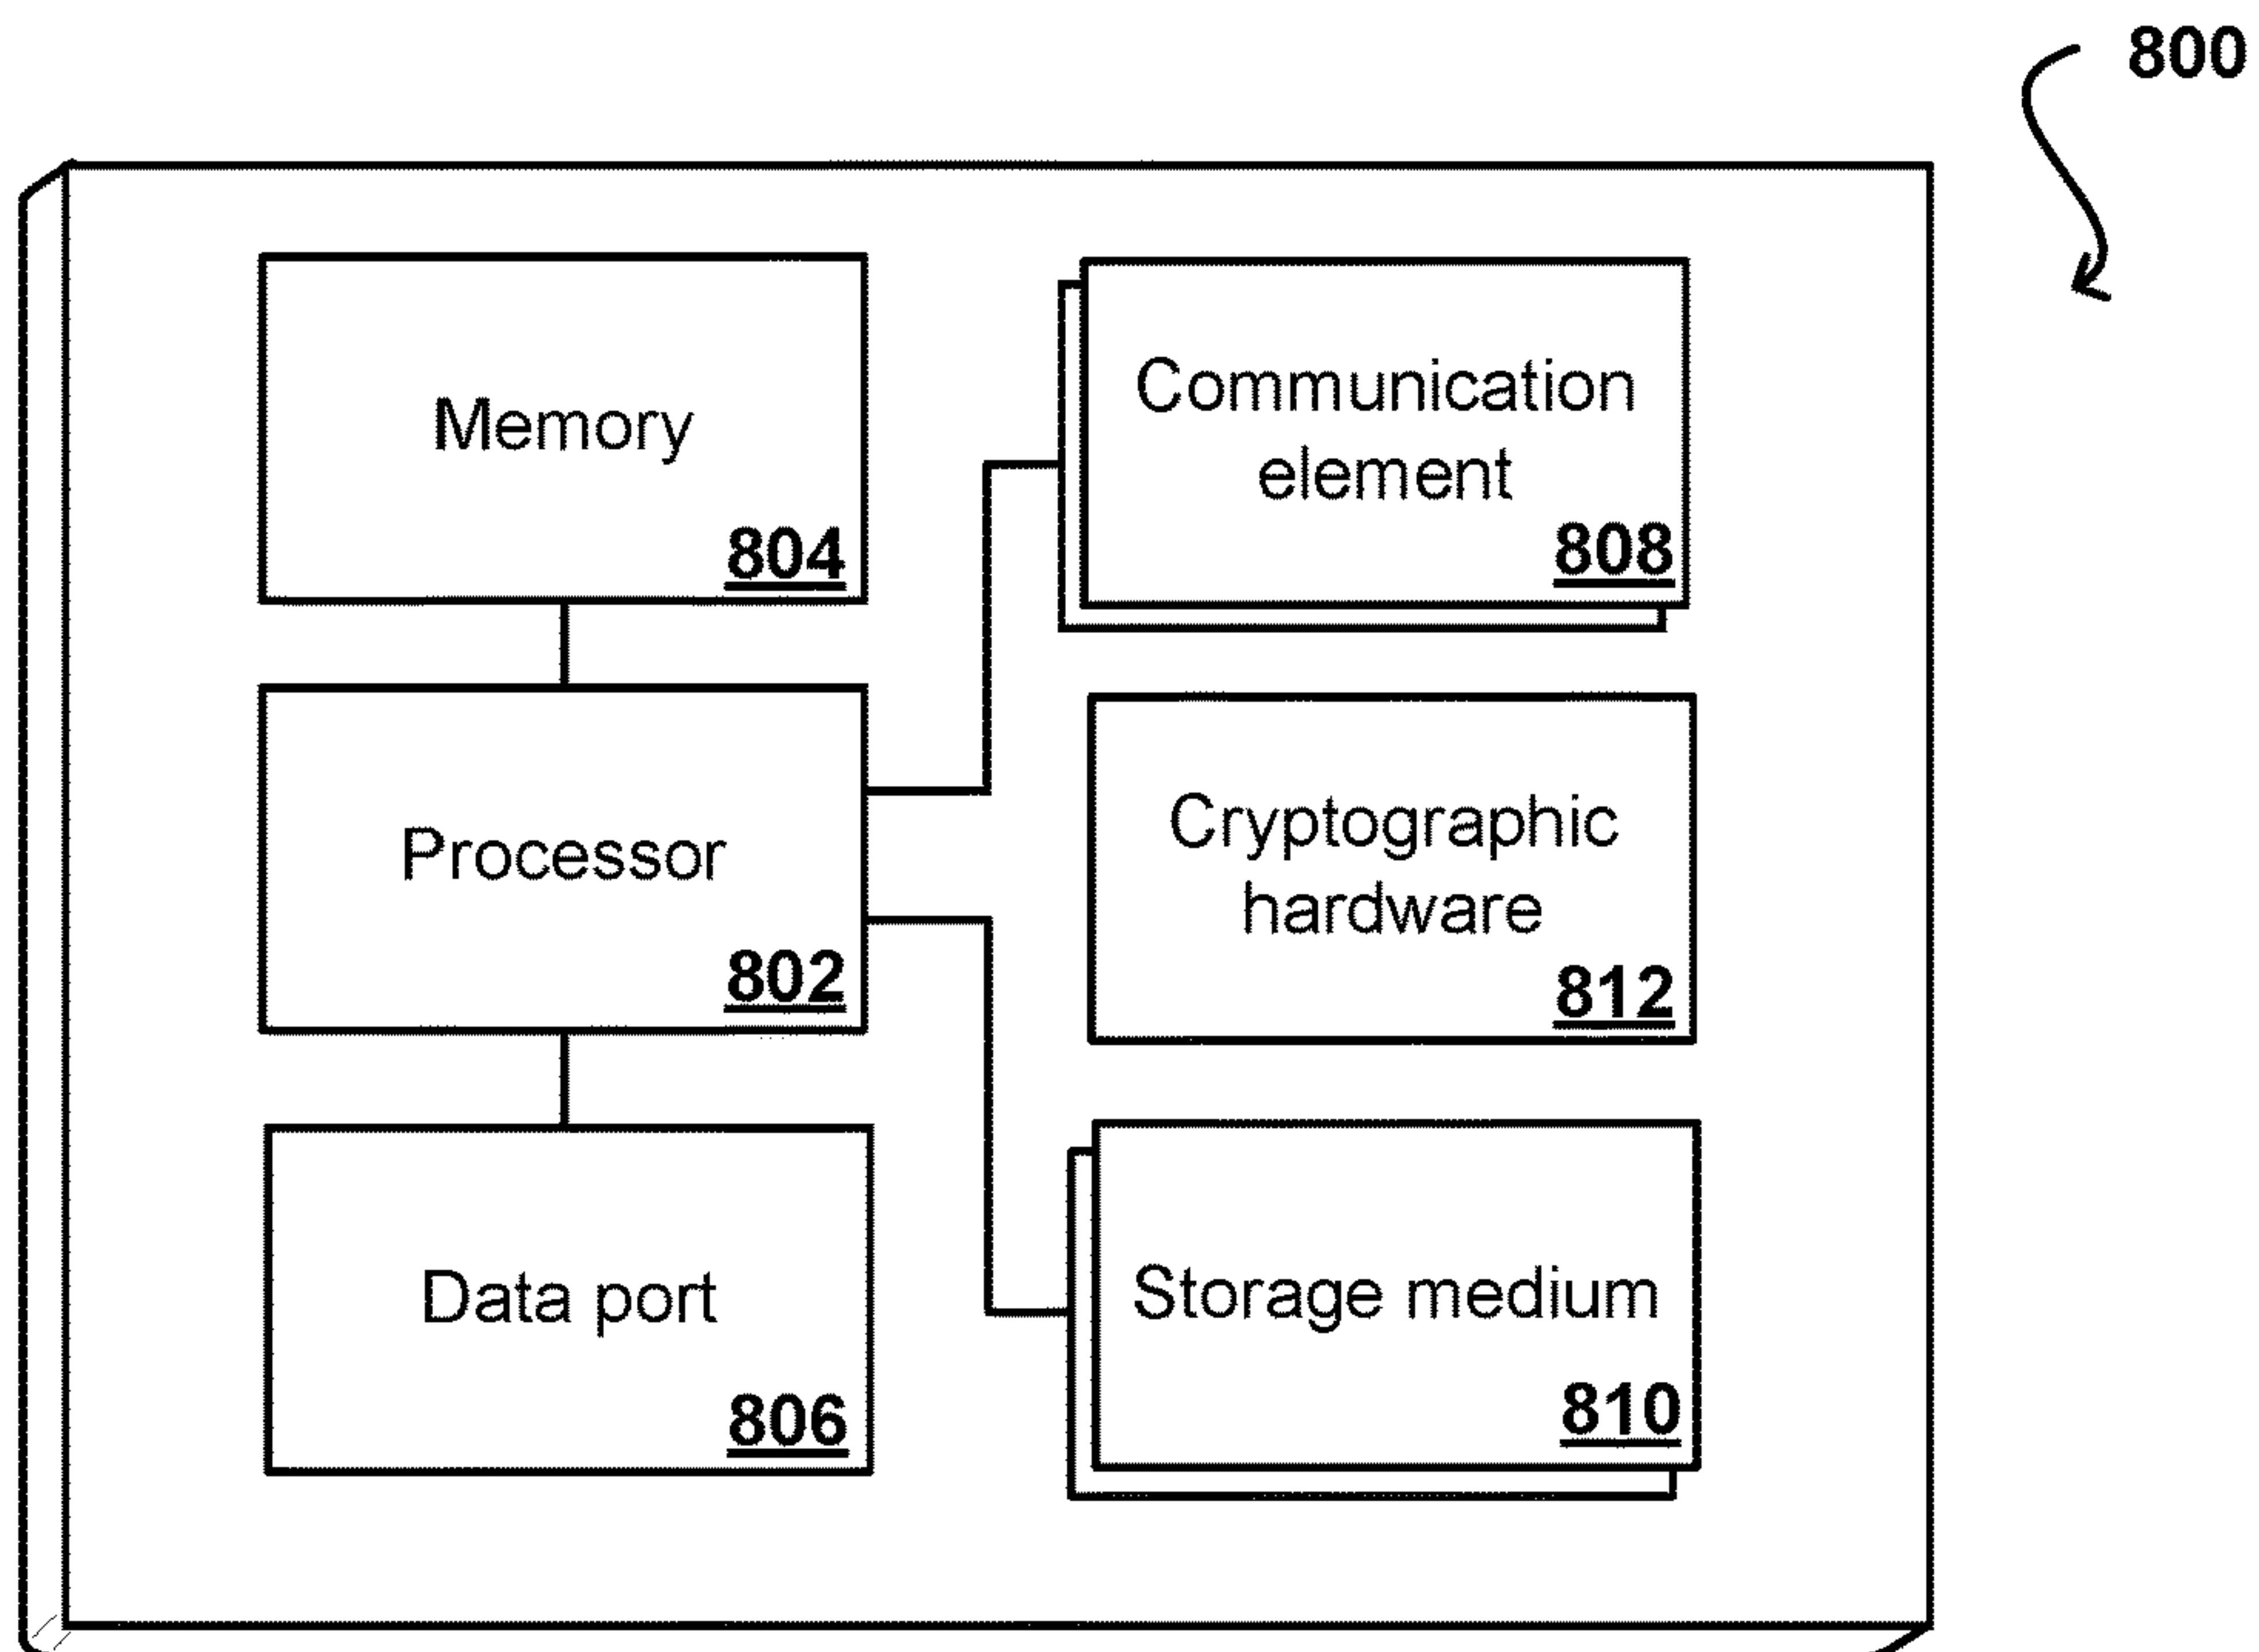 800
Memory
804
Communication
element
808
Processor
802
Cryptographic
hardware
812
Data port
806
Storage medium
810